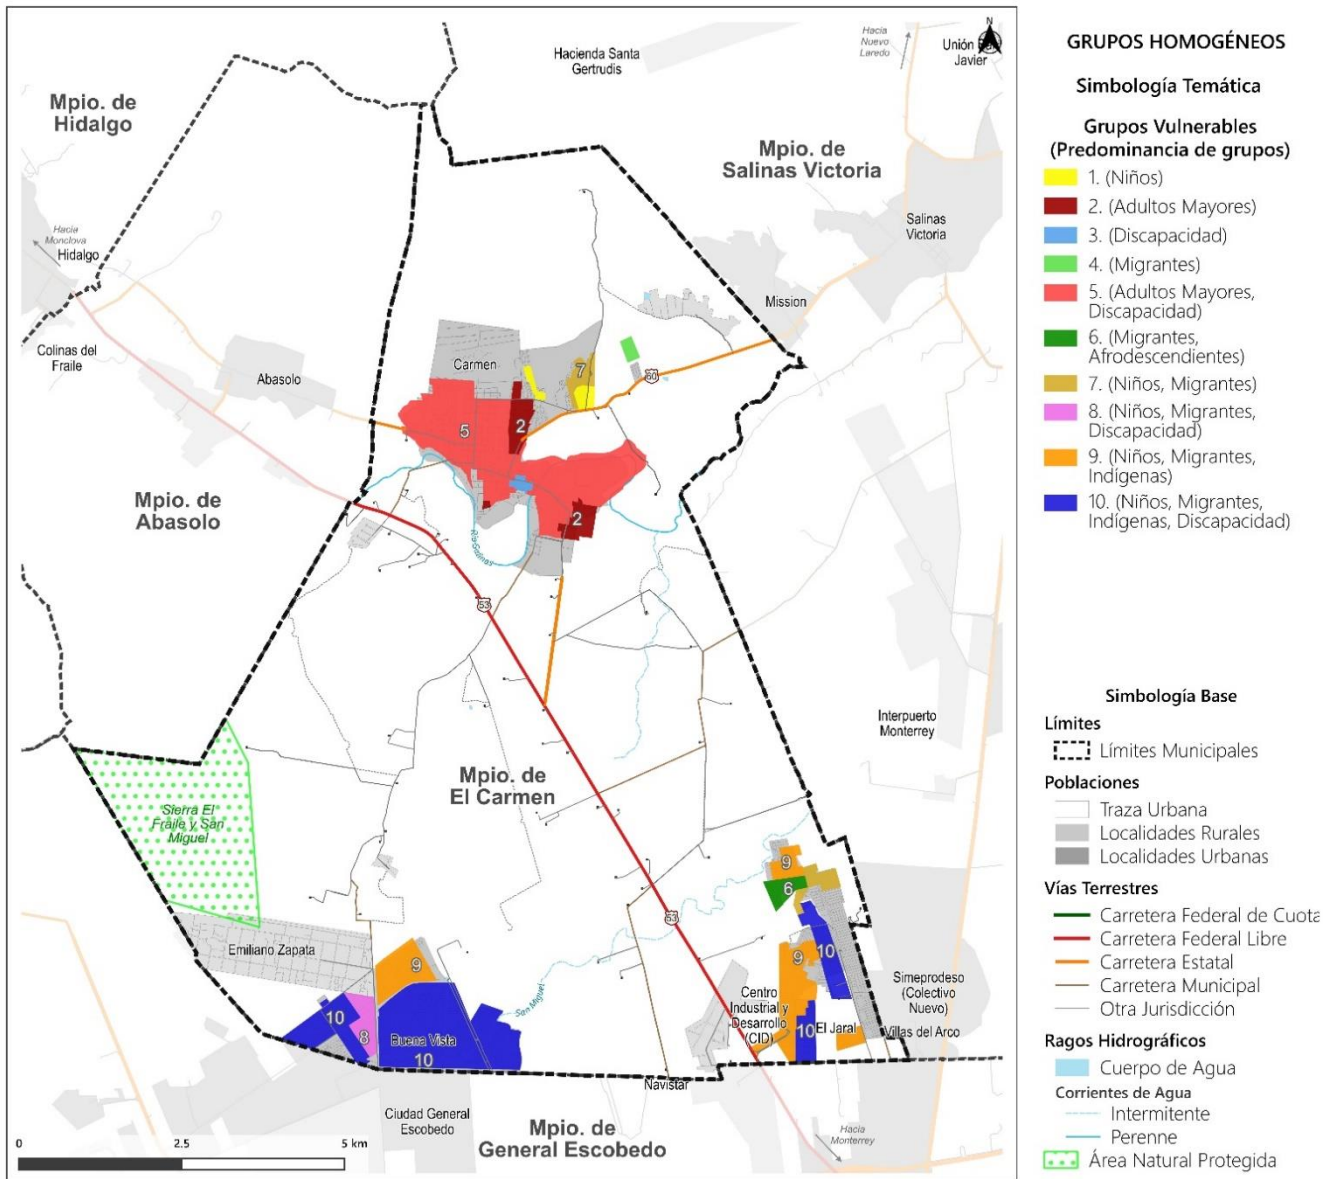 Hacienda Santa
Gertrudis
Hacia
Nuevo
Laredo
N
Unión
Javier
Mpio. de
Hidalgo
Mpio. de
Salinas Victoria
Salinas
Victoria
Hacia
Monclova
Hidalgo
Mission
Colinas del
Fraile
Abasolo
Carmen
7
60
5
2
2
Mpio. de
Abasolo
Río Salinas
53
Interpuerto
Monterrey
Mpio. de
El Carmen
Sierra El
Fraile y San
Miguel
9
6
53
Emiliano Zapata
9
9
10
Simeprodeso
(Colectivo
Nuevo)
San Miguel
Centro
Industrial y
Desarrollo
(CID)
10
8
Buena Vista
10
10
El Jaral
Villas del Arco
Navistar
Ciudad General
Escobedo
Mpio. de
General Escobedo
Hacia
Monterrey
0
2.5
5 km
GRUPOS HOMOGÉNEOS
Simbología Temática
Grupos Vulnerables
(Predominancia de grupos)
1. (Niños)
2. (Adultos Mayores)
3. (Discapacidad)
4. (Migrantes)
5. (Adultos Mayores,
Discapacidad)
6. (Migrantes,
Afrodescendientes)
7. (Niños, Migrantes)
8. (Niños, Migrantes,
Discapacidad)
9. (Niños, Migrantes,
Indígenas)
10. (Niños, Migrantes,
Indígenas, Discapacidad)
Simbología Base
Límites
Límites Municipales
Poblaciones
Traza Urbana
Localidades Rurales
Localidades Urbanas
Vías Terrestres
Carretera Federal de Cuota
Carretera Federal Libre
Carretera Estatal
Carretera Municipal
Otra Jurisdicción
Ragos Hidrográficos
Cuerpo de Agua
Corrientes de Agua
Intermitente
Perenne
Área Natural Protegida